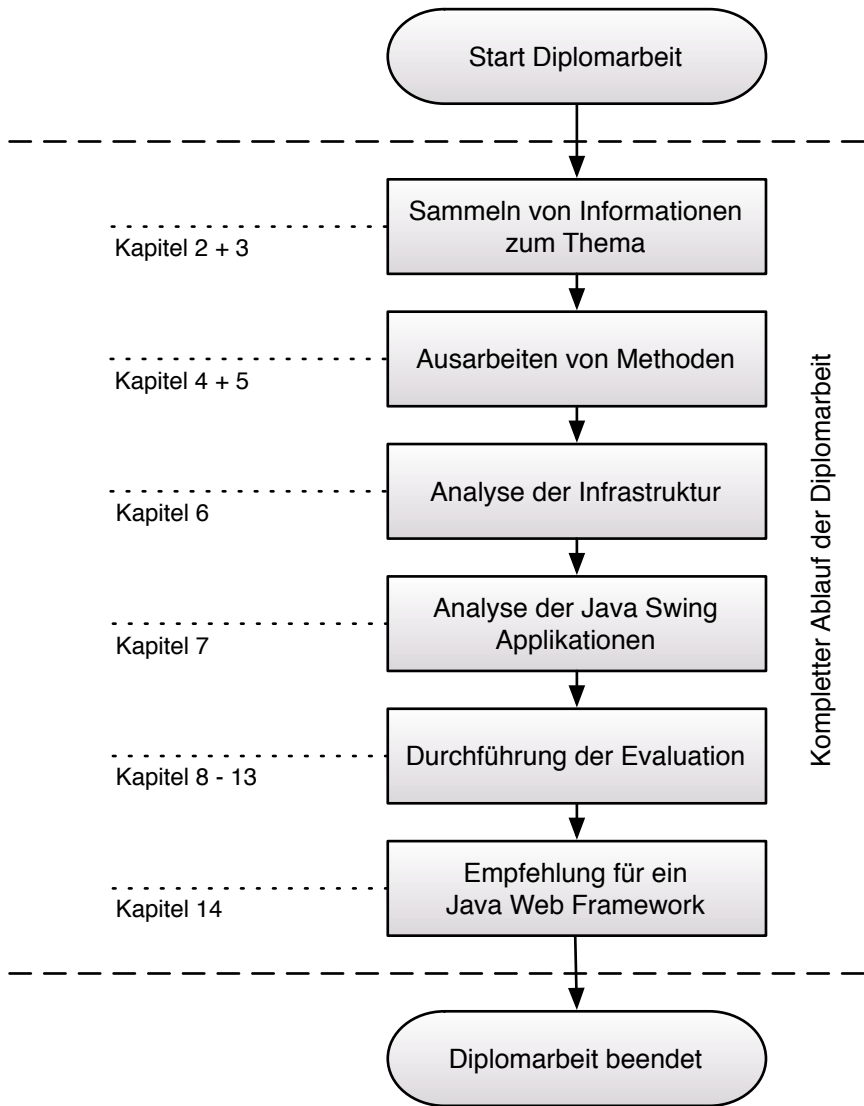 Start Diplomarbeit
Sammeln von Informationen
zum Thema
Kapitel 2 + 3
Ausarbeiten von Methoden
Kapitel 4 + 5
Analyse der Infrastruktur
Kapitel 6
Analyse der Java Swing
Applikationen
Kapitel 7
Durchführung der Evaluation
Kapitel 8 - 13
Empfehlung für ein
Java Web Framework
Kapitel 14
Diplomarbeit beendet
Kompletter Ablauf der Diplomarbeit